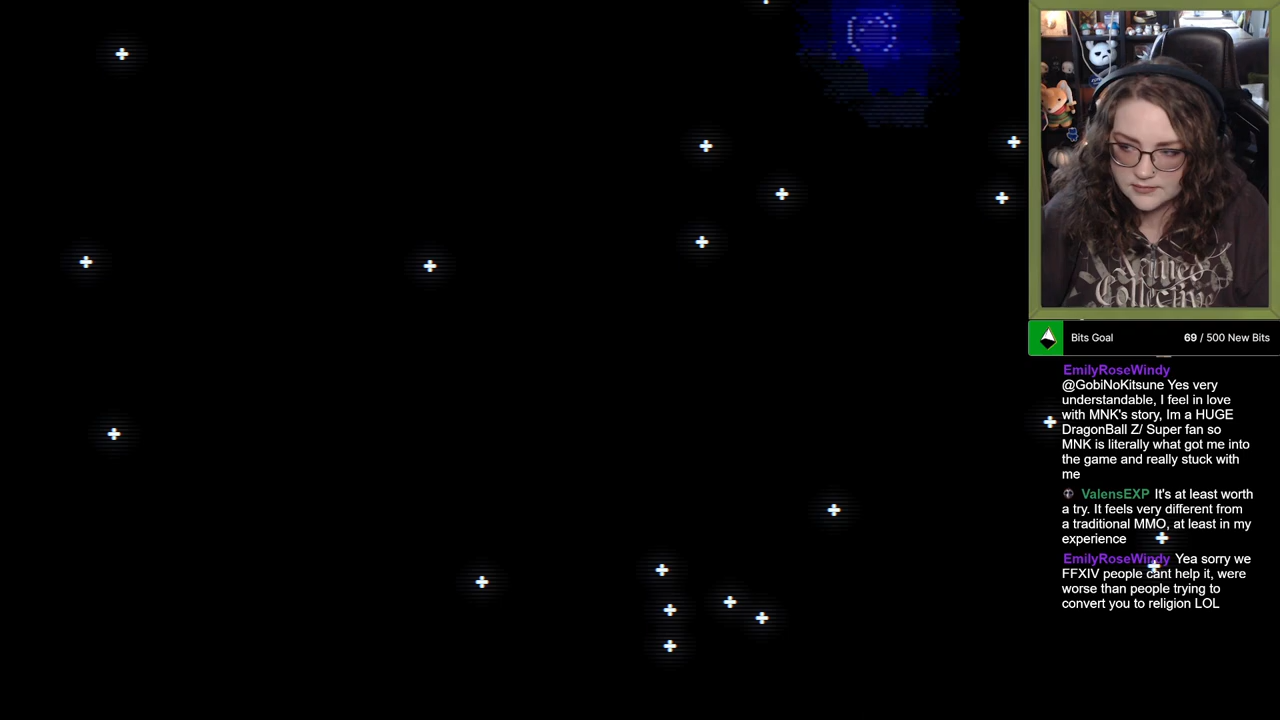 Named
Collective
Bits Goal 69 / 500 New Bits
EmilyRoseWindy
@GobiNoKitsune Yes very
understandable, I feel in love
with MNK's story, Im a HUGE
DragonBall Z/ Super fan so
MNK is literally what got me into
the game and really stuck with
me
ValensEXP It's at least worth
a try. It feels very different from
a traditional MMO, at least in my
experience
EmilyRoseWindy Yea sorry we
FFXIV people cant help it, were
worse than people trying to
convert you to religion LOL